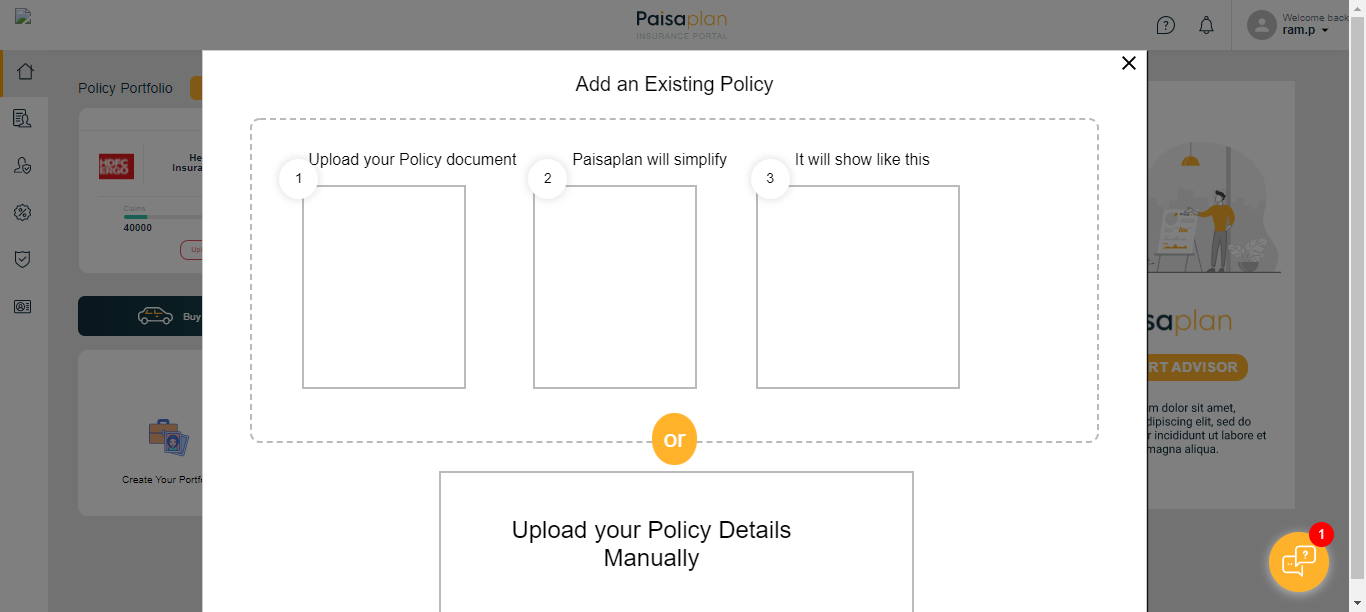 Paisaplan
INSURANCE PORTAL
?
Welcome back
ram.p
Policy Portfolio
Add an Existing Policy
HDFC
ERGO
He
Insura
Claims
40000
Upl
Buy
Create Your Portf
Upload your Policy document
1
Paisaplan will simplify
2
It will show like this
3
or
Upload your Policy Details
Manually
saplan
RT ADVISOR
m dolor sit amet,
dipiscing elit, sed do
r incididunt ut labore et
magna aliqua.
1
?